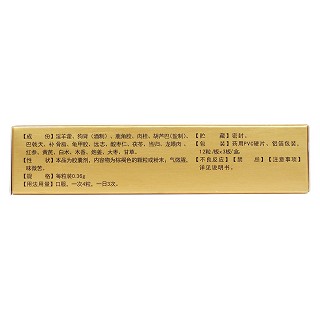 【成    份】淫羊藿、狗脊（酒制）、鹿角胶、肉桂、葫芦巴（盐制）、
巴戟天、补骨脂、龟甲胶、远志、酸枣仁、茯苓、当归、龙眼肉、
红参、黄芪、白术、木香、炮姜、大枣、甘草。
【性    状】本品为胶囊剂，内容物为棕褐色的颗粒或粉末，气微腥，
味微苦。
【规    格】每粒装0.36g
【用法用量】口服，一次4粒，一日3次。
【贮    藏】密封。
【包    装】药用PVC硬片，铝箔包装，
12粒/板x3板/盒。
【不良反应】【禁    忌】【注意事项】
详见说明书。